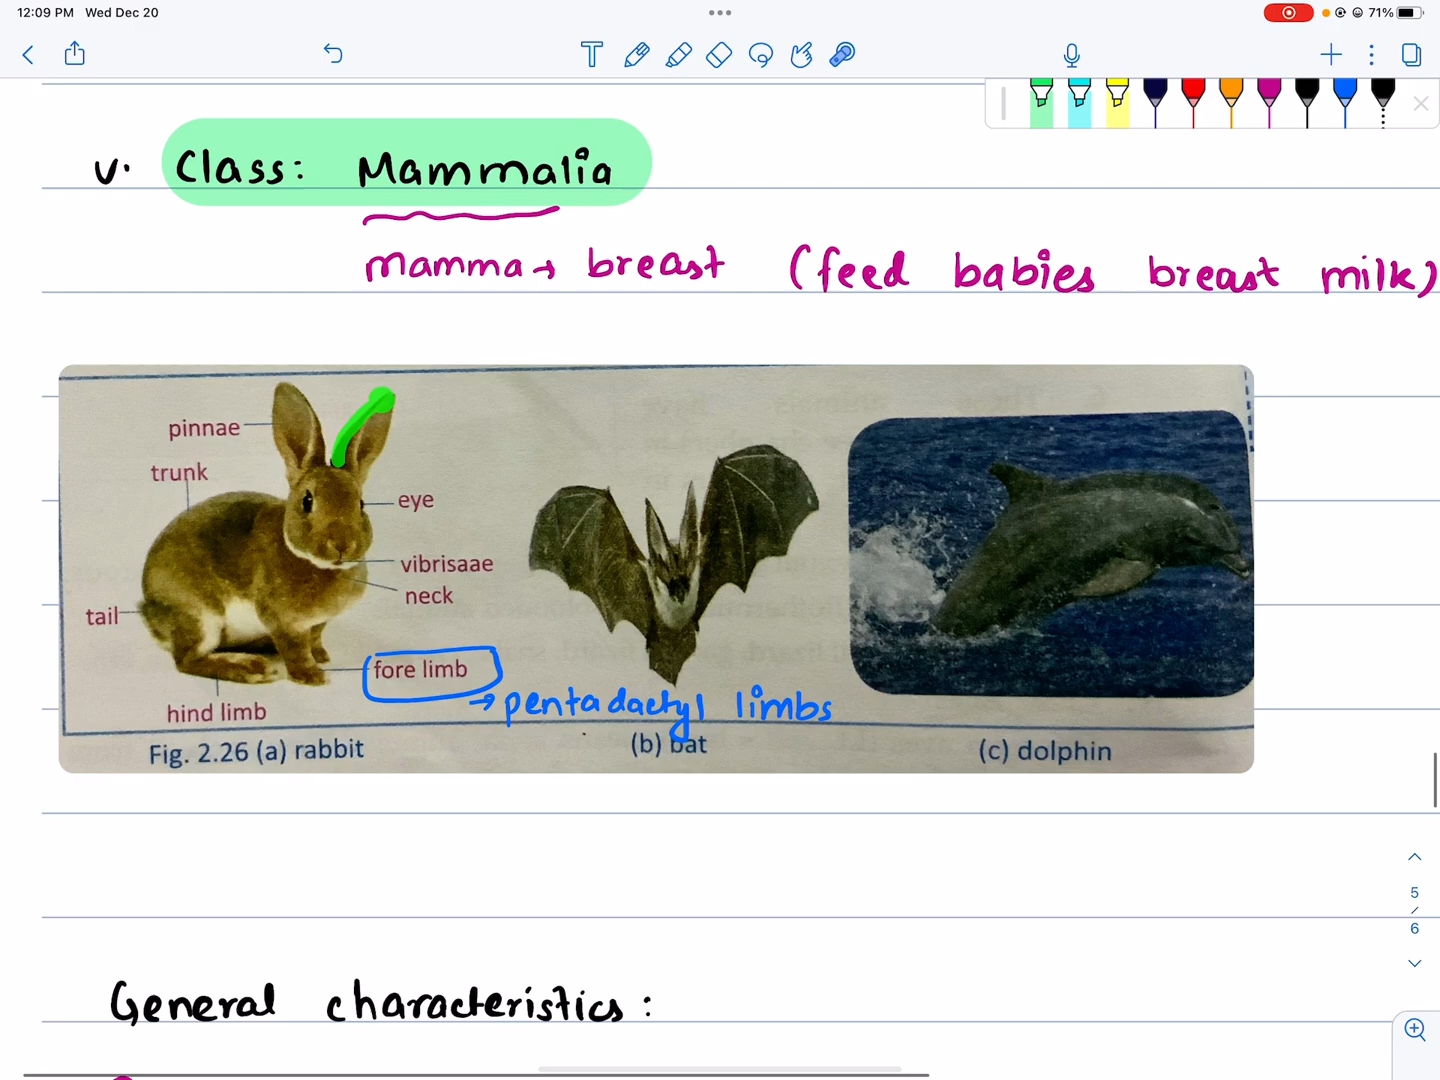 12:09 PM Wed Dec 20
71%
v. Class: Mammalia
mamma → breast (feed babies breast milk)
pinnae
trunk
eye
vibrisaae
neck
tail
fore limb
→ pentadactyl limbs
hind limb
Fig. 2.26 (a) rabbit (b) bat (c) dolphin
5
/
6
General characteristics: